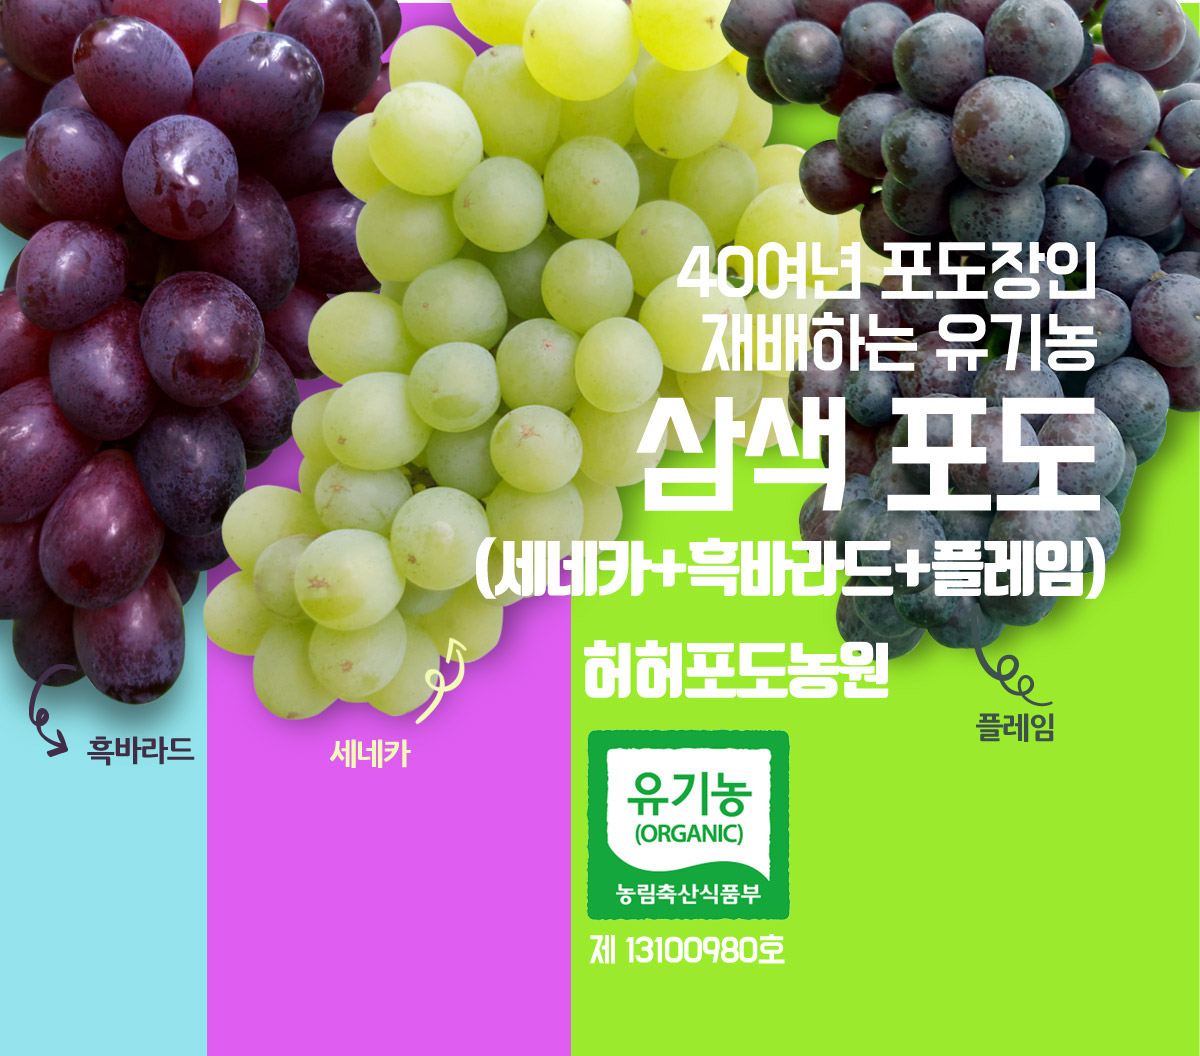 40여년 포도장인
재배하는 유기농
삼색 포도
(세네카+흑바라드+플레임)
허허포도농원
플레임
흑바라드
세네카
유기농
(ORGANIC)
농림축산식품부
제 13100980호